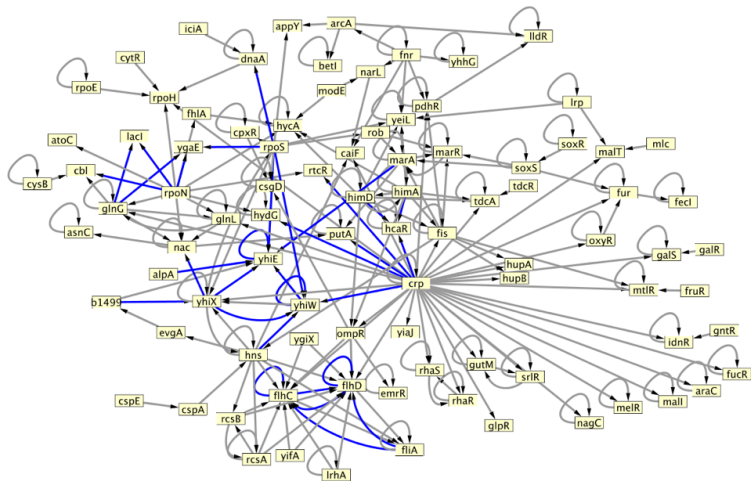 iciA
appY
arcA
lldR
cytR
dnaA
betI
fnr
yhhG
narL
rpoE
rpoH
modE
pdhR
lrp
fhlA
hycA
yeiL
atoC
lacI
cpxR
rob
soxR
malT
mlc
ygaE
rpoS
caiF
marA
marR
cbl
rtcR
soxS
cysB
rpoN
csgD
himD
himA
tdcA
tdcR
fur
fecI
glnG
glnL
hydG
hcaR
asnC
nac
putA
fis
oxyR
yhiE
galS
galR
alpA
hupA
hupB
crp
mtlR
fruR
b1499
yhiX
yhiW
evgA
ompR
yiaJ
idnR
gntR
hns
ygiX
rhaS
gutM
srlR
fucR
flhC
flhD
emrR
rhaR
araC
cspE
cspA
malI
melR
rcsB
glpR
nagC
rcsA
yifA
fliA
lrhA